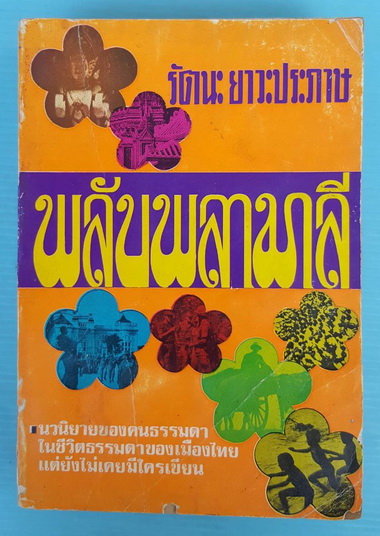 รัตนะ ยาวะประภาษ
พลับพลามาลี
นวนิยายของคนธรรมดา
ในชีวิตธรรมดาของเมืองไทย
แต่ยังไม่เคยมีใครเขียน